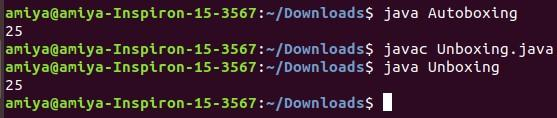 amiya@amiya-Inspiron-15-3567:~/Downloads$ java Autoboxing
25
amiya@amiya-Inspiron-15-3567:~/Downloads$ javac Unboxing.java
amiya@amiya-Inspiron-15-3567:~/Downloads$ java Unboxing
25
amiya@amiya-Inspiron-15-3567:~/Downloads$